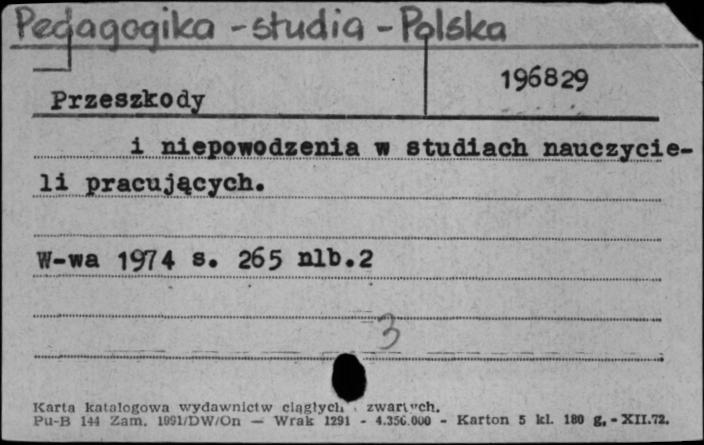 Pedagogika - studia - Polska
196829
Przeszkody
i niepowodzenia w studiach nauczycie-
li pracujących.
W-wa 1974 s. 265 nlb.2
3
Karta katalogowa wydawnictw ciągłych i zwartych.
Pu-B 144 Zam. 1991/DW/On — Wrak 1291 - 4.356.000 - Karton 5 kl. 180 g. - XII.72.